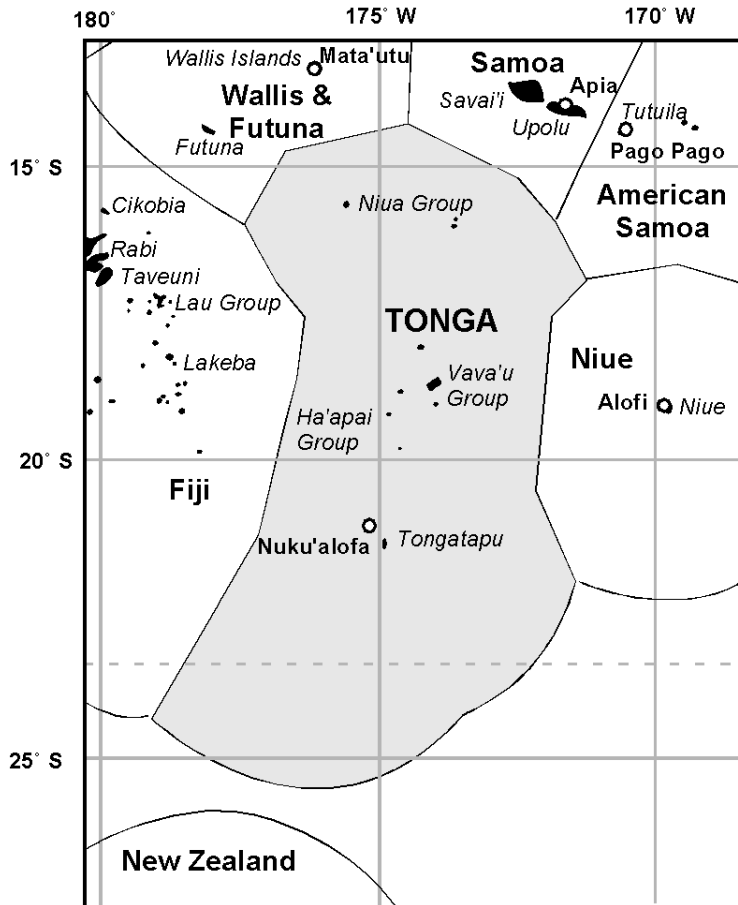 180°
175° W
170° W
Wallis Islands
Mata'utu
Samoa
Wallis &
Futuna
Savai'i
Apia
Tutuila
Upolu
Futuna
Pago Pago
15° S
American
Samoa
Cikobia
Niua Group
Rabi
Taveuni
Lau Group
TONGA
Niue
Lakeba
Vava'u
Group
Alofi
Niue
Ha'apai
Group
20° S
Fiji
Nuku'alofa
Tongatapu
25° S
New Zealand